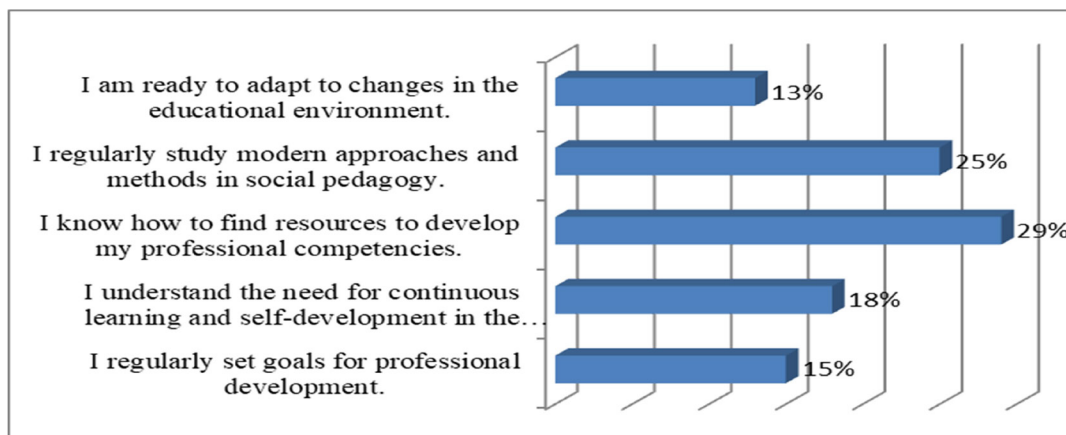 I am ready to adapt to changes in the
educational environment.
13%
I regularly study modern approaches and
methods in social pedagogy.
25%
I know how to find resources to develop
my professional competencies.
29%
I understand the need for continuous
learning and self-development in the…
18%
I regularly set goals for professional
development.
15%